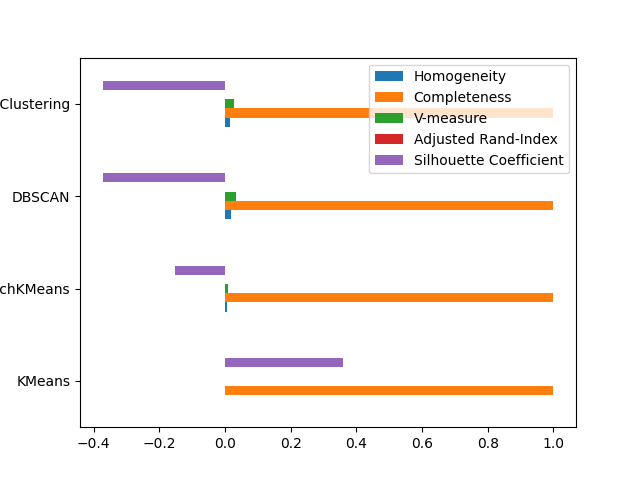 Homogeneity
Completeness
V-measure
Adjusted Rand-Index
Silhouette Coefficient
Clustering
DBSCAN
chKMeans
KMeans
−0.4 −0.2 0.0 0.2 0.4 0.6 0.8 1.0